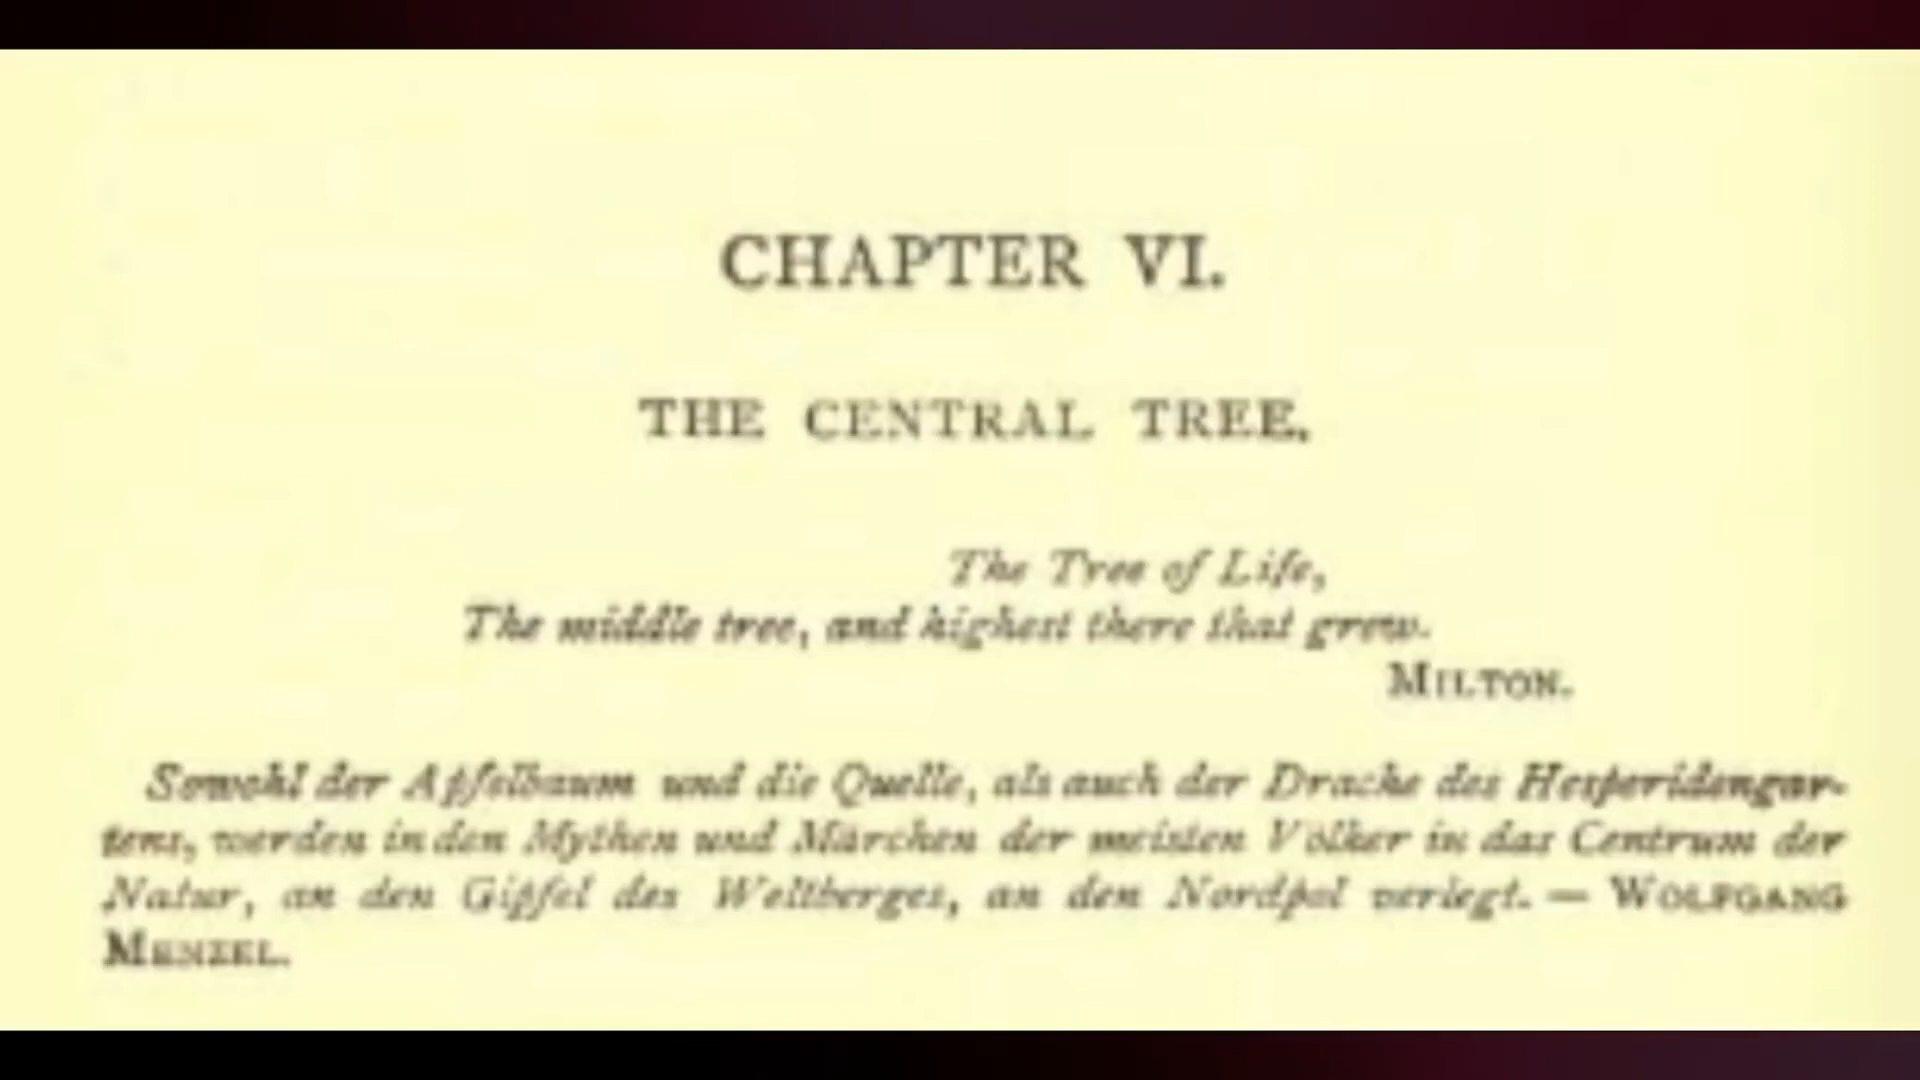 CHAPTER VI.
THE CENTRAL TREE.
The Tree of Life,
The middle tree, and highest there that grew.
MILTON.
Sowohl der Apfelbaum und die Quelle, als auch der Drache des Hesperidengar-
tens, werden in den Mythen und Märchen der meisten Völker in das Centrum der
Natur, an den Gipfel des Weltberges, an den Nordpol verlegt. — WOLFGANG
MENZEL.